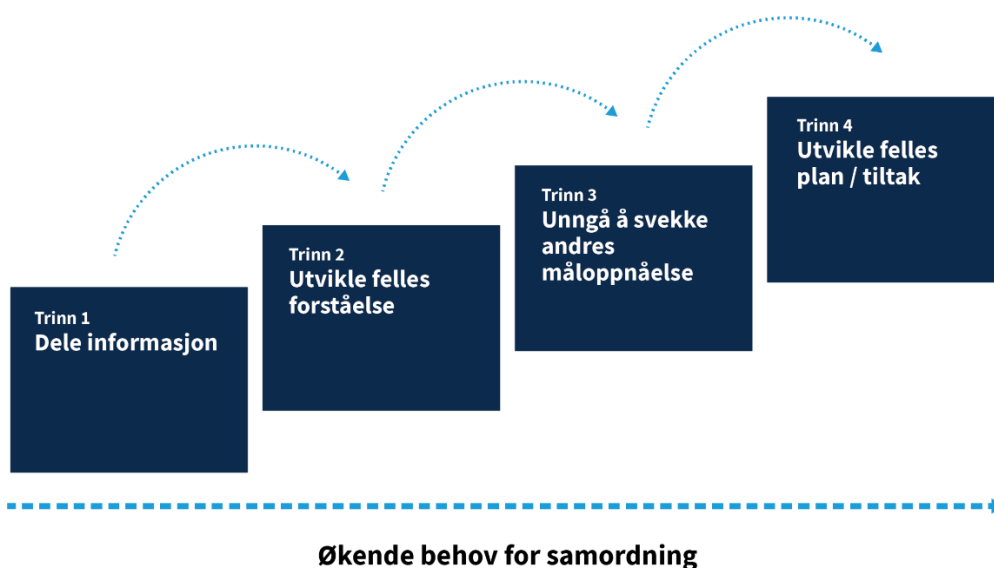 Trinn 1
Dele informasjon
Trinn 2
Utvikle felles
forståelse
Trinn 3
Unngå å svekke
andres
måloppnåelse
Trinn 4
Utvikle felles
plan / tiltak
Økende behov for samordning